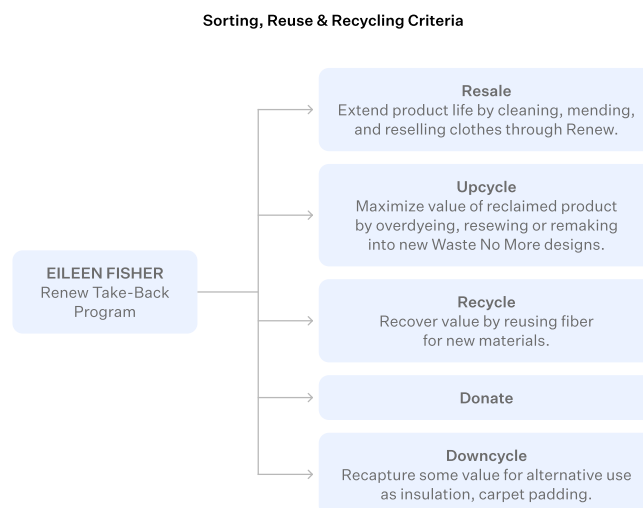 Sorting, Reuse & Recycling Criteria
Resale
Extend product life by cleaning, mending,
and reselling clothes through Renew.
Upcycle
Maximize value of reclaimed product
by overdyeing, resewing or remaking
into new Waste No More designs.
EILEEN FISHER
Renew Take-Back
Program
Recycle
Recover value by reusing fiber
for new materials.
Donate
Downcycle
Recapture some value for alternative use
as insulation, carpet padding.